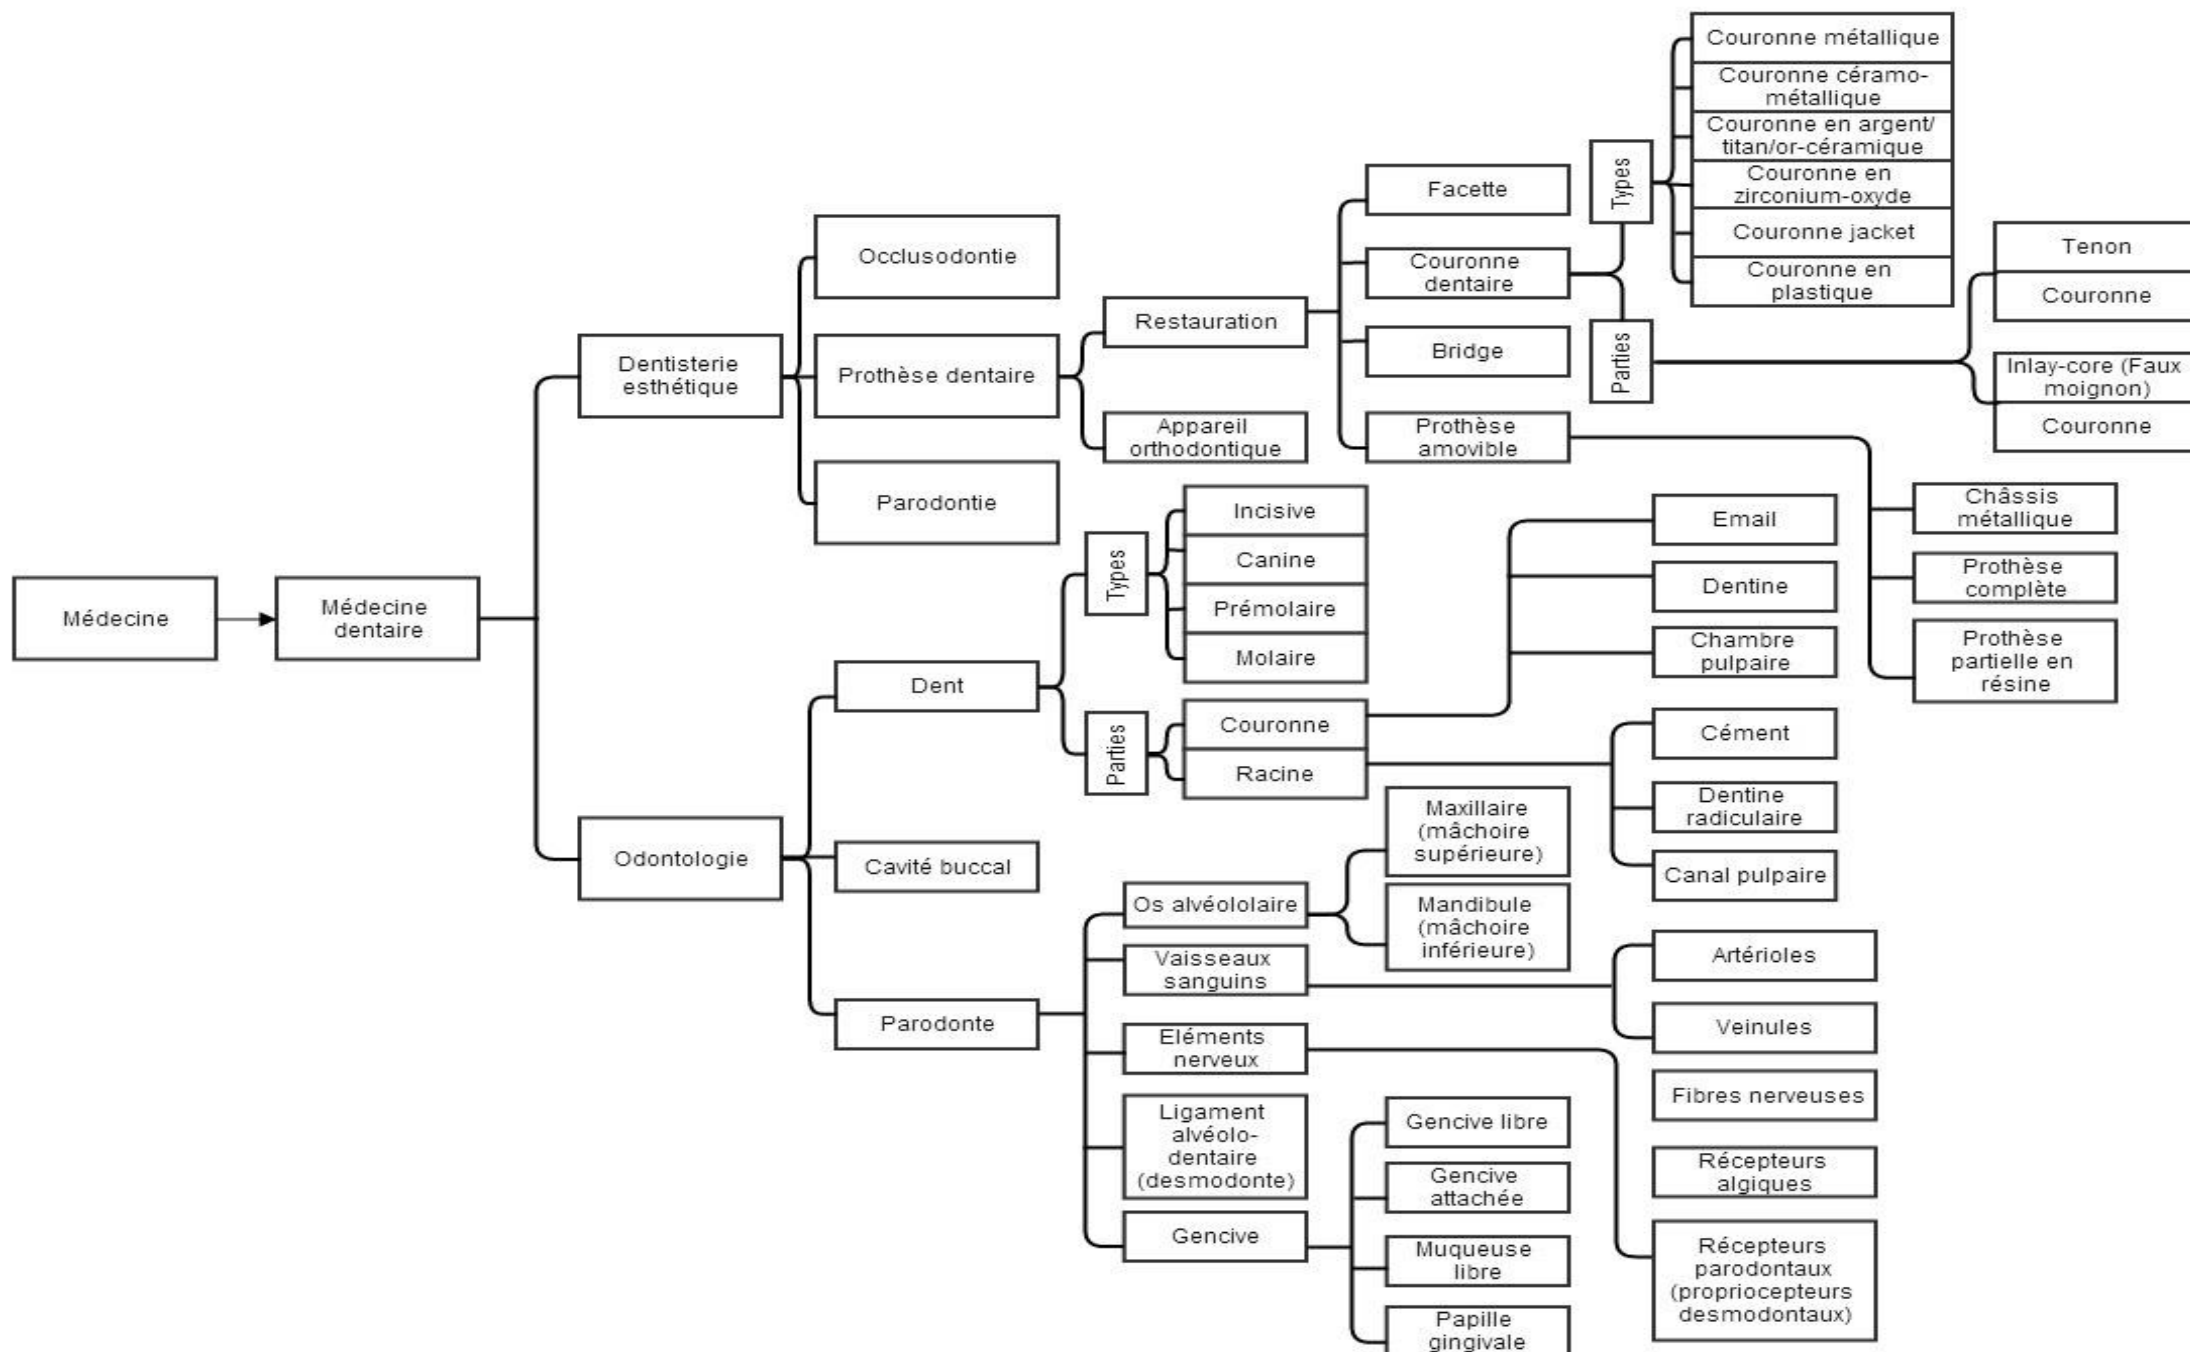 Médecine
Médecine
dentaire
Dentisterie
esthétique
Odontologie
Occlusodontie
Prothèse dentaire
Parodontie
Restauration
Appareil
orthodontique
Facette
Couronne
dentaire
Bridge
Prothèse
amovible
Types
Parties
Couronne métallique
Couronne céramo-
métallique
Couronne en argent/
titan/or-céramique
Couronne en
zirconium-oxyde
Couronne jacket
Couronne en
plastique
Tenon
Couronne
Inlay-core (Faux
moignon)
Couronne
Châssis
métallique
Prothèse
complète
Prothèse
partielle en
résine
Dent
Cavité buccal
Parodonte
Types
Parties
Incisive
Canine
Prémolaire
Molaire
Couronne
Racine
Email
Dentine
Chambre
pulpaire
Cément
Dentine
radiculaire
Canal pulpaire
Os alvéololaire
Vaisseaux
sanguins
Eléments
nerveux
Ligament
alvéolo-
dentaire
(desmodonte)
Gencive
Maxillaire
(mâchoire
supérieure)
Mandibule
(mâchoire
inférieure)
Artérioles
Veinules
Fibres nerveuses
Récepteurs
algiques
Récepteurs
parodontaux
(propriocepteurs
desmodontaux)
Gencive libre
Gencive
attachée
Muqueuse
libre
Papille
gingivale